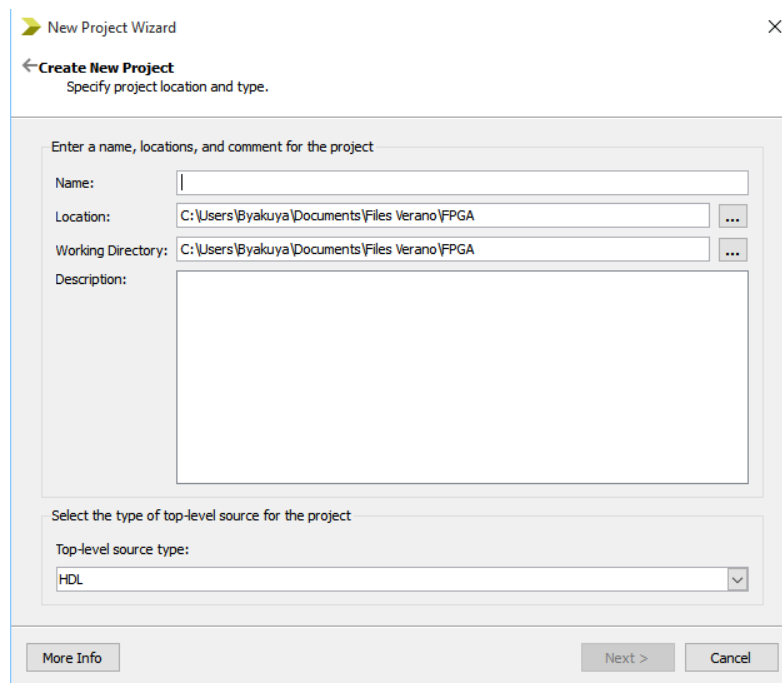 New Project Wizard
Create New Project
Specify project location and type.
Enter a name, locations, and comment for the project
Name:
Location: C:\Users\Byakuya\Documents\Files Verano\FPGA ...
Working Directory: C:\Users\Byakuya\Documents\Files Verano\FPGA ...
Description:
Select the type of top-level source for the project
Top-level source type:
HDL
More Info Next > Cancel